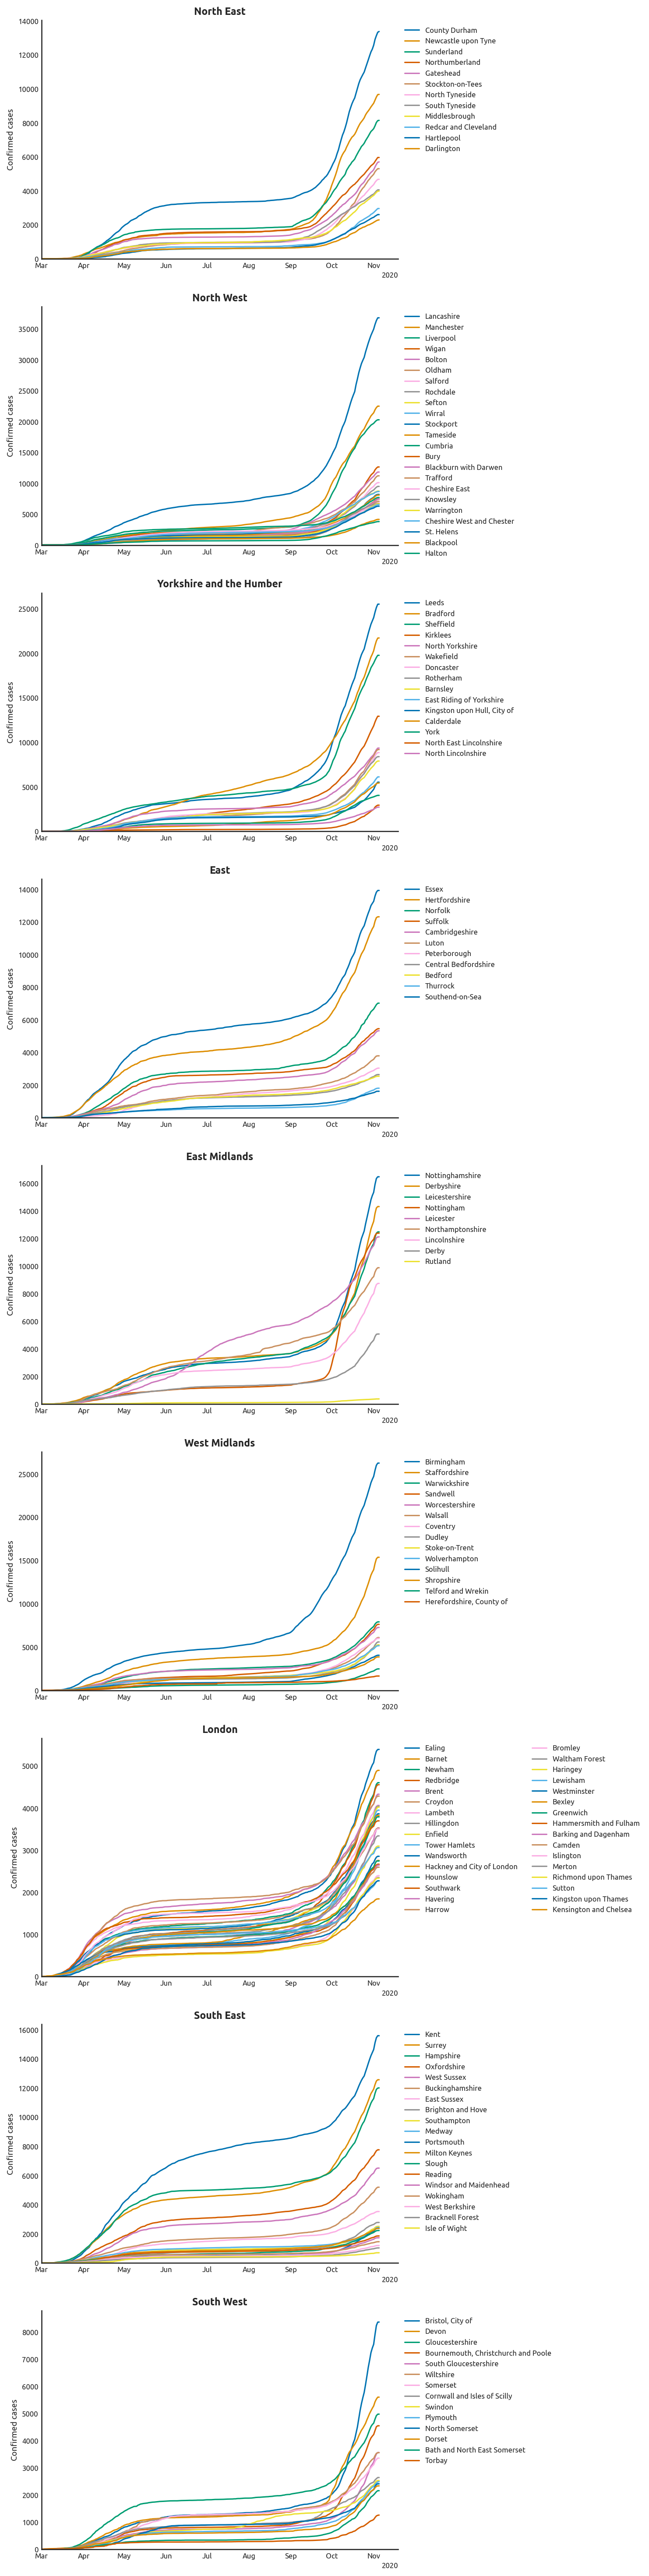 North East
Confirmed cases
14000
12000
10000
8000
6000
4000
2000
0
Mar Apr May Jun Jul Aug Sep Oct Nov
2020
County Durham
Newcastle upon Tyne
Sunderland
Northumberland
Gateshead
Stockton-on-Tees
North Tyneside
South Tyneside
Middlesbrough
Redcar and Cleveland
Hartlepool
Darlington
North West
Confirmed cases
35000
30000
25000
20000
15000
10000
5000
0
Mar Apr May Jun Jul Aug Sep Oct Nov
2020
Lancashire
Manchester
Liverpool
Wigan
Bolton
Oldham
Salford
Rochdale
Sefton
Wirral
Stockport
Tameside
Cumbria
Bury
Blackburn with Darwen
Trafford
Cheshire East
Knowsley
Warrington
Cheshire West and Chester
St. Helens
Blackpool
Halton
Yorkshire and the Humber
Confirmed cases
25000
20000
15000
10000
5000
0
Mar Apr May Jun Jul Aug Sep Oct Nov
2020
Leeds
Bradford
Sheffield
Kirklees
North Yorkshire
Wakefield
Doncaster
Rotherham
Barnsley
East Riding of Yorkshire
Kingston upon Hull, City of
Calderdale
York
North East Lincolnshire
North Lincolnshire
East
Confirmed cases
14000
12000
10000
8000
6000
4000
2000
0
Mar Apr May Jun Jul Aug Sep Oct Nov
2020
Essex
Hertfordshire
Norfolk
Suffolk
Cambridgeshire
Luton
Peterborough
Central Bedfordshire
Bedford
Thurrock
Southend-on-Sea
East Midlands
Confirmed cases
16000
14000
12000
10000
8000
6000
4000
2000
0
Mar Apr May Jun Jul Aug Sep Oct Nov
2020
Nottinghamshire
Derbyshire
Leicestershire
Nottingham
Leicester
Northamptonshire
Lincolnshire
Derby
Rutland
West Midlands
Confirmed cases
25000
20000
15000
10000
5000
0
Mar Apr May Jun Jul Aug Sep Oct Nov
2020
Birmingham
Staffordshire
Warwickshire
Sandwell
Worcestershire
Walsall
Coventry
Dudley
Stoke-on-Trent
Wolverhampton
Solihull
Shropshire
Telford and Wrekin
Herefordshire, County of
London
Confirmed cases
5000
4000
3000
2000
1000
0
Mar Apr May Jun Jul Aug Sep Oct Nov
2020
Ealing
Barnet
Newham
Redbridge
Brent
Croydon
Lambeth
Hillingdon
Enfield
Tower Hamlets
Wandsworth
Hackney and City of London
Hounslow
Southwark
Havering
Harrow
Bromley
Waltham Forest
Haringey
Lewisham
Westminster
Bexley
Greenwich
Hammersmith and Fulham
Barking and Dagenham
Camden
Islington
Merton
Richmond upon Thames
Sutton
Kingston upon Thames
Kensington and Chelsea
South East
Confirmed cases
16000
14000
12000
10000
8000
6000
4000
2000
0
Mar Apr May Jun Jul Aug Sep Oct Nov
2020
Kent
Surrey
Hampshire
Oxfordshire
West Sussex
Buckinghamshire
East Sussex
Brighton and Hove
Southampton
Medway
Portsmouth
Milton Keynes
Slough
Reading
Windsor and Maidenhead
Wokingham
West Berkshire
Bracknell Forest
Isle of Wight
South West
Confirmed cases
8000
7000
6000
5000
4000
3000
2000
1000
0
Mar Apr May Jun Jul Aug Sep Oct Nov
2020
Bristol, City of
Devon
Gloucestershire
Bournemouth, Christchurch and Poole
South Gloucestershire
Wiltshire
Somerset
Cornwall and Isles of Scilly
Swindon
Plymouth
North Somerset
Dorset
Bath and North East Somerset
Torbay